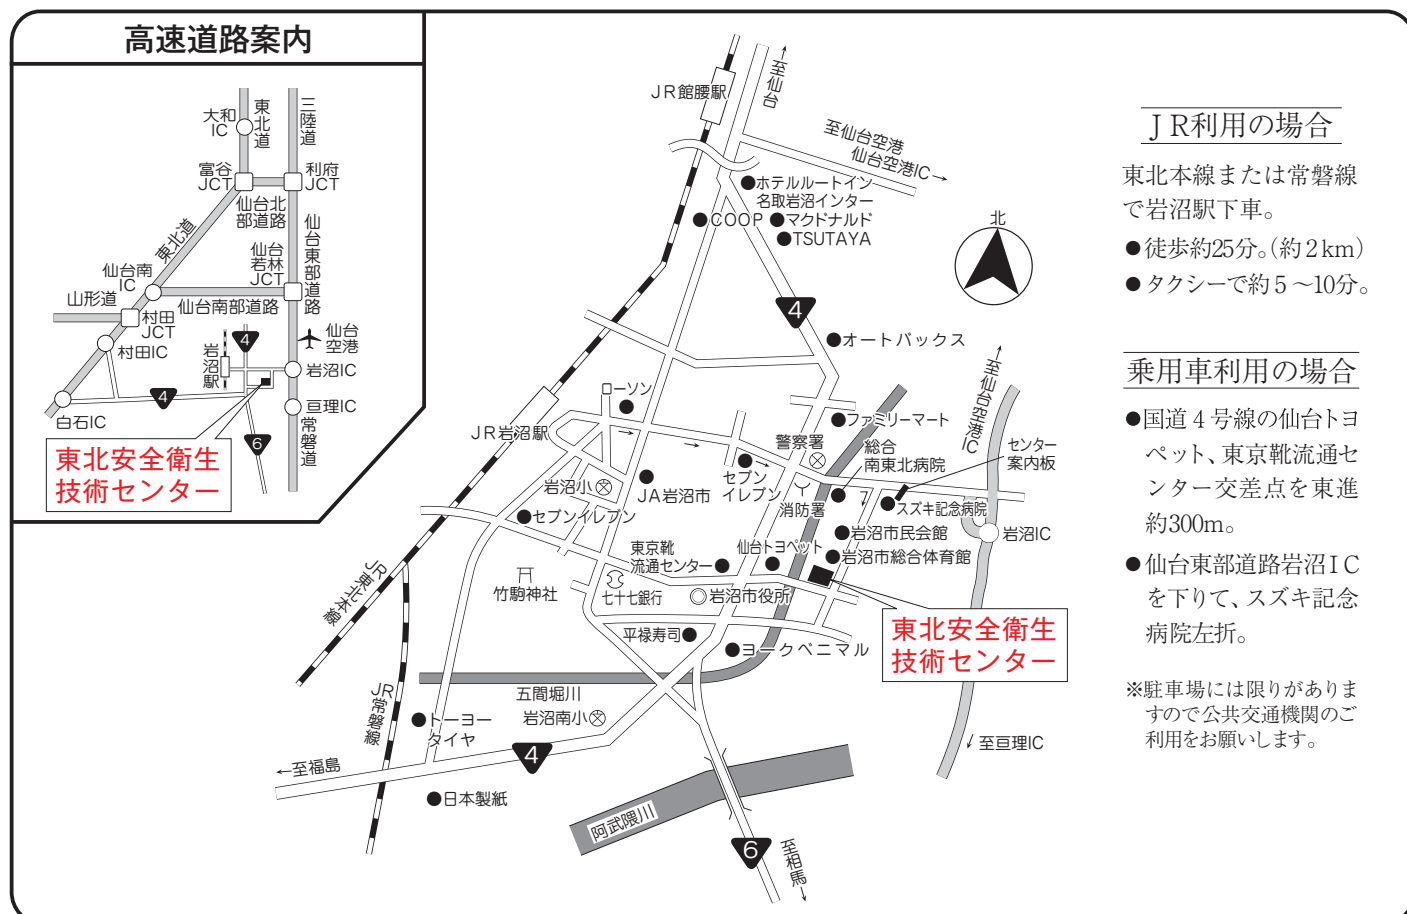 高速道路案内
大和
IC
東北道
三陸道
富谷
JCT
利府
JCT
仙台北
部道路
東北道
仙台
若林
JCT
仙台東部道路
仙台南
IC
山形道
仙台南部道路
村田
JCT
村田IC
岩沼駅
4
仙台
空港
岩沼IC
4
亘理IC
白石IC
6
常磐道
東北安全衛生
技術センター
JR館腰駅
←至仙台
至仙台空港
仙台空港IC→
ホテルルートイン
名取岩沼インター
COOP
マクドナルド
TSUTAYA
北
4
オートバックス
←至仙台空港IC
ローソン
JR岩沼駅
ファミリーマート
警察署
総合
南東北病院
センター
案内板
セブン
イレブン
JA岩沼市
岩沼小
消防署
スズキ記念病院
セブンイレブン
岩沼市民会館
岩沼IC
東京靴
流通センター
仙台トヨペット
岩沼市総合体育館
JR東北本線
竹駒神社
七十七銀行
岩沼市役所
東北安全衛生
技術センター
平禄寿司
ヨークベニマル
JR常磐線
五間堀川
岩沼南小
トーヨー
タイヤ
←至福島
4
至亘理IC
日本製紙
阿武隈川
6
至相馬→
JR利用の場合
東北本線または常磐線
で岩沼駅下車。
●徒歩約25分。(約2km)
●タクシーで約5〜10分。
乗用車利用の場合
●国道4号線の仙台トヨ
ペット、東京靴流通セ
ンター交差点を東進
約300m。
●仙台東部道路岩沼IC
を下りて、スズキ記念
病院左折。
※駐車場には限りがありま
すので公共交通機関のご
利用をお願いします。